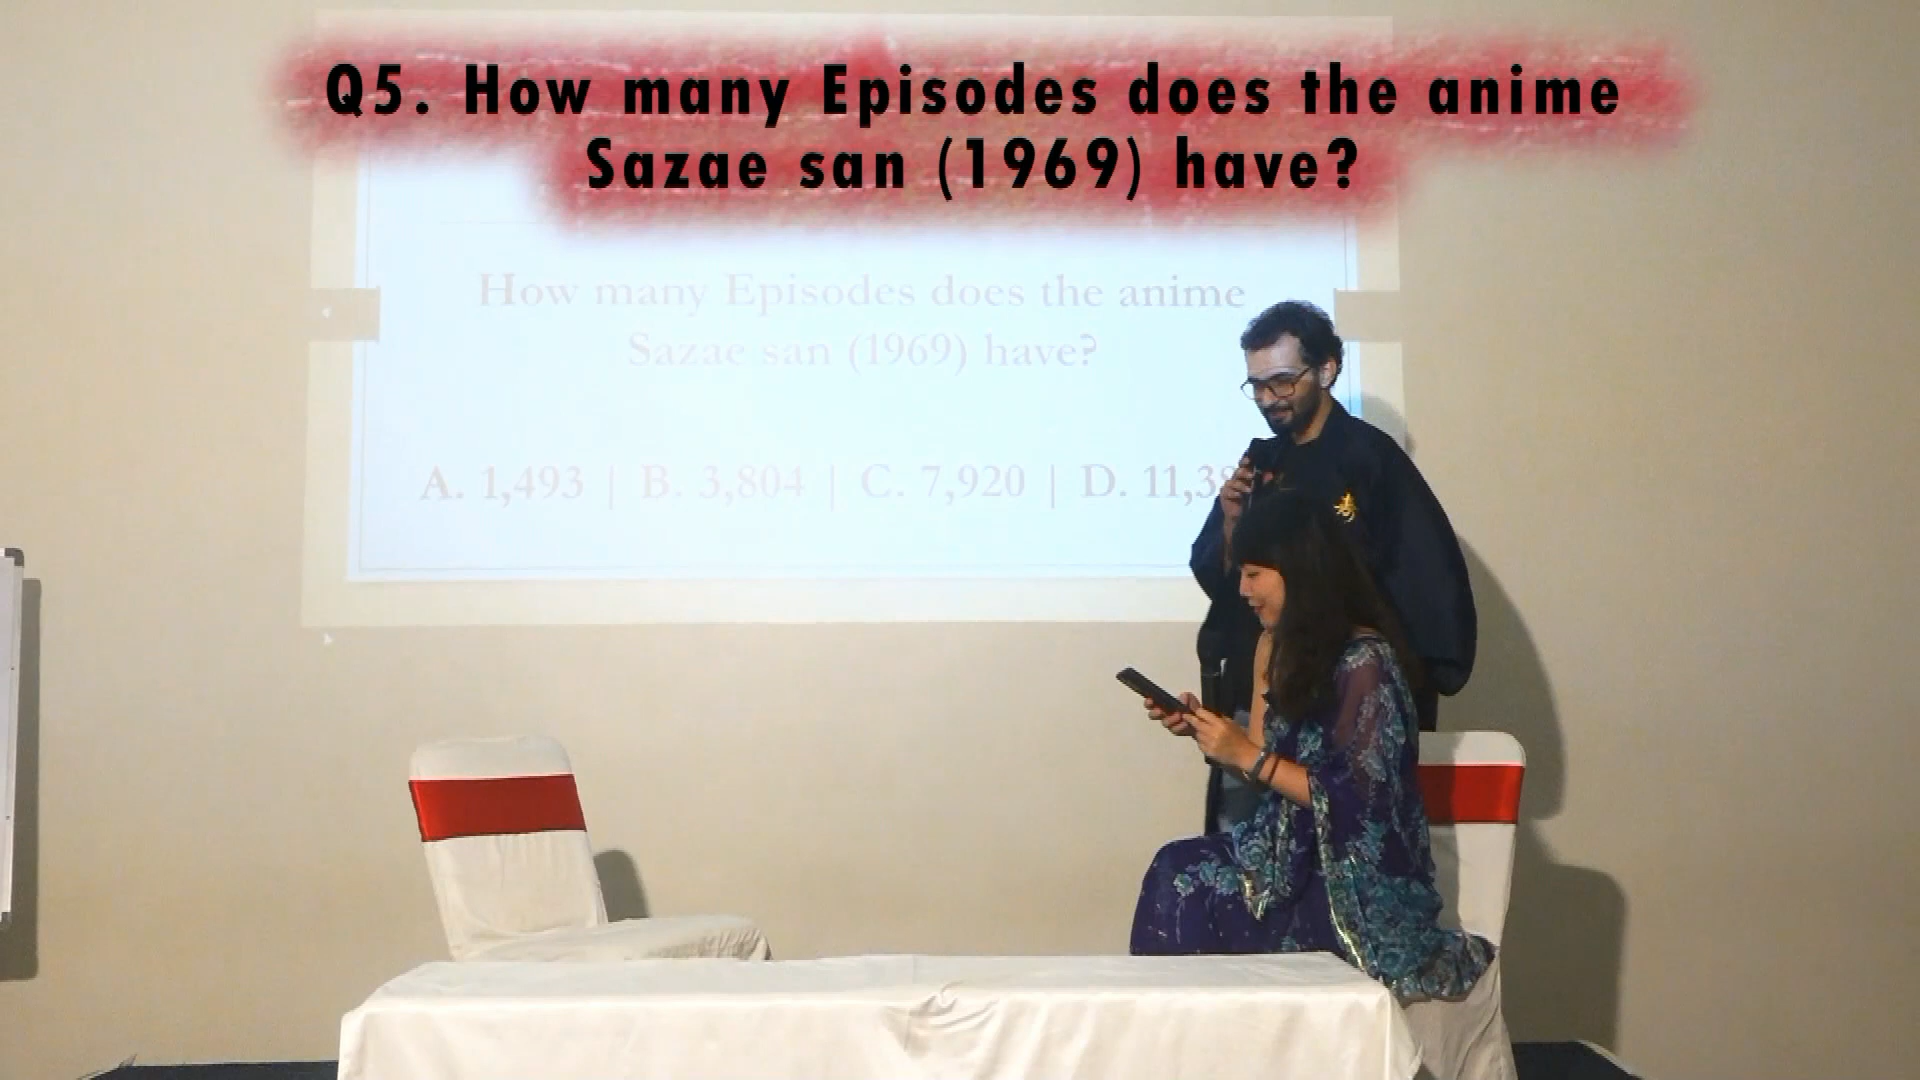 Q5. How many Episodes does the anime
Sazae san (1969) have?
How many Episodes does the anime
Sazae san (1969) have?
A. 1,493 | B. 3,804 | C. 7,920 | D.